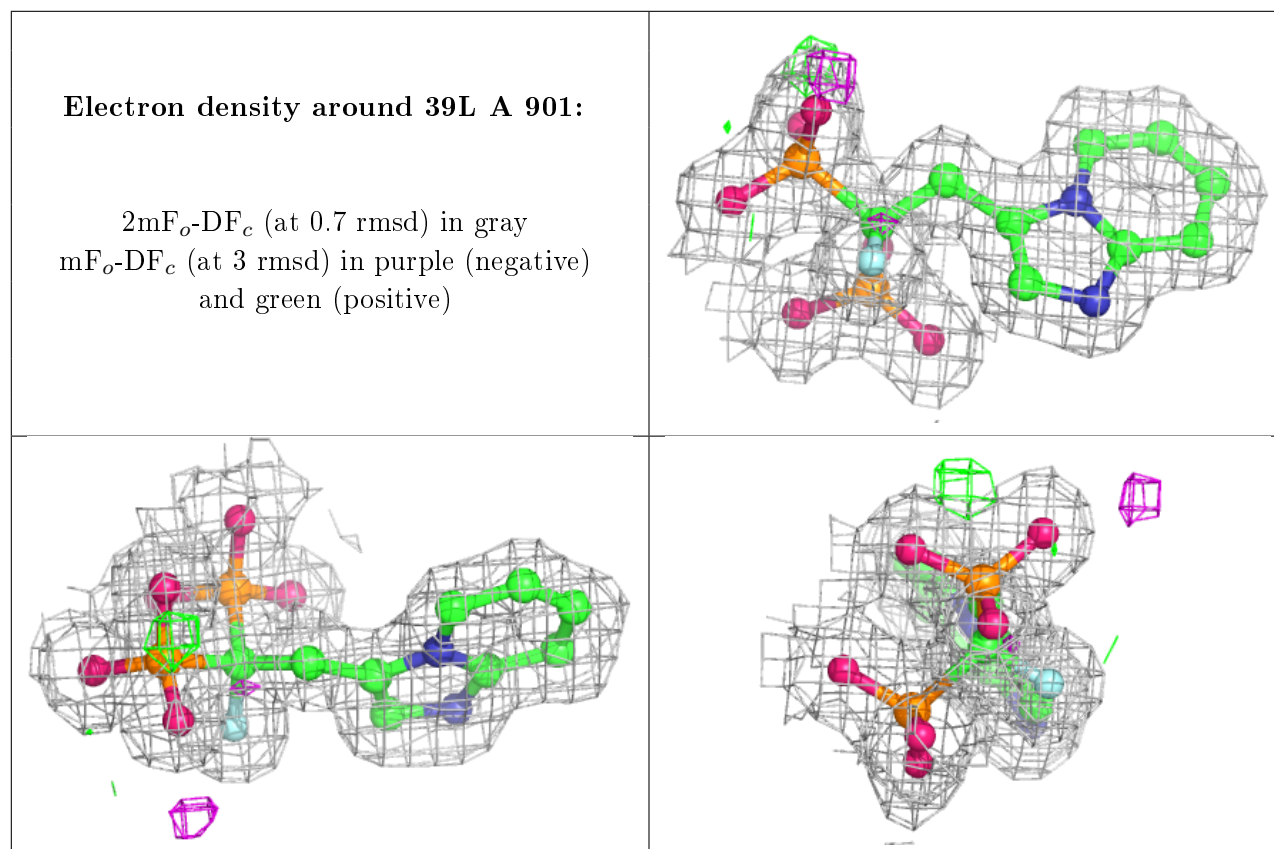 Electron density around 39L A 901:
2mFₒ-DF𝒸 (at 0.7 rmsd) in gray
mFₒ-DF𝒸 (at 3 rmsd) in purple (negative)
and green (positive)